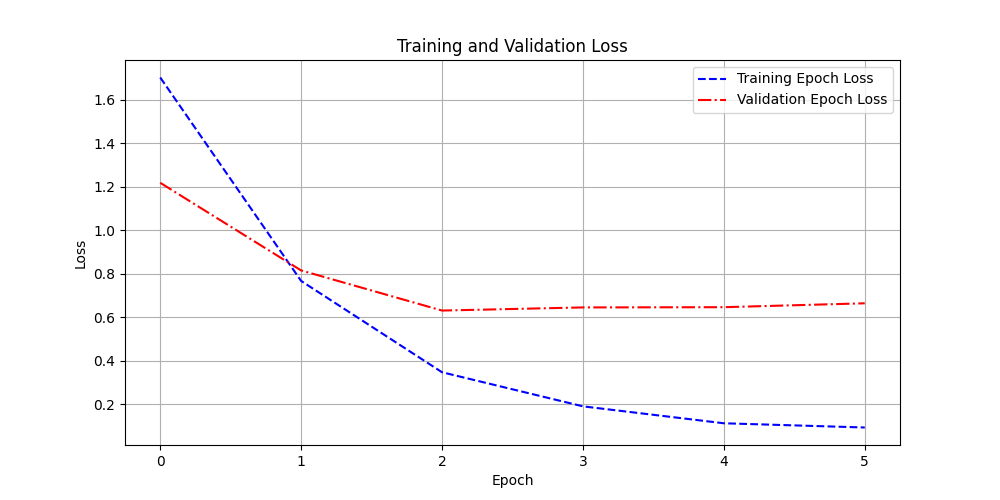 Training and Validation Loss
Training Epoch Loss
Validation Epoch Loss
1.6
1.4
1.2
1.0
0.8
0.6
0.4
0.2
Loss
0 1 2 3 4 5
Epoch